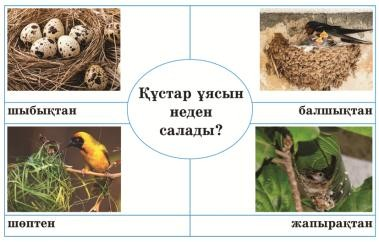 Құстар ұясын
неден
салады?
шыбықтан
балшықтан
шөптен
жапырақтан